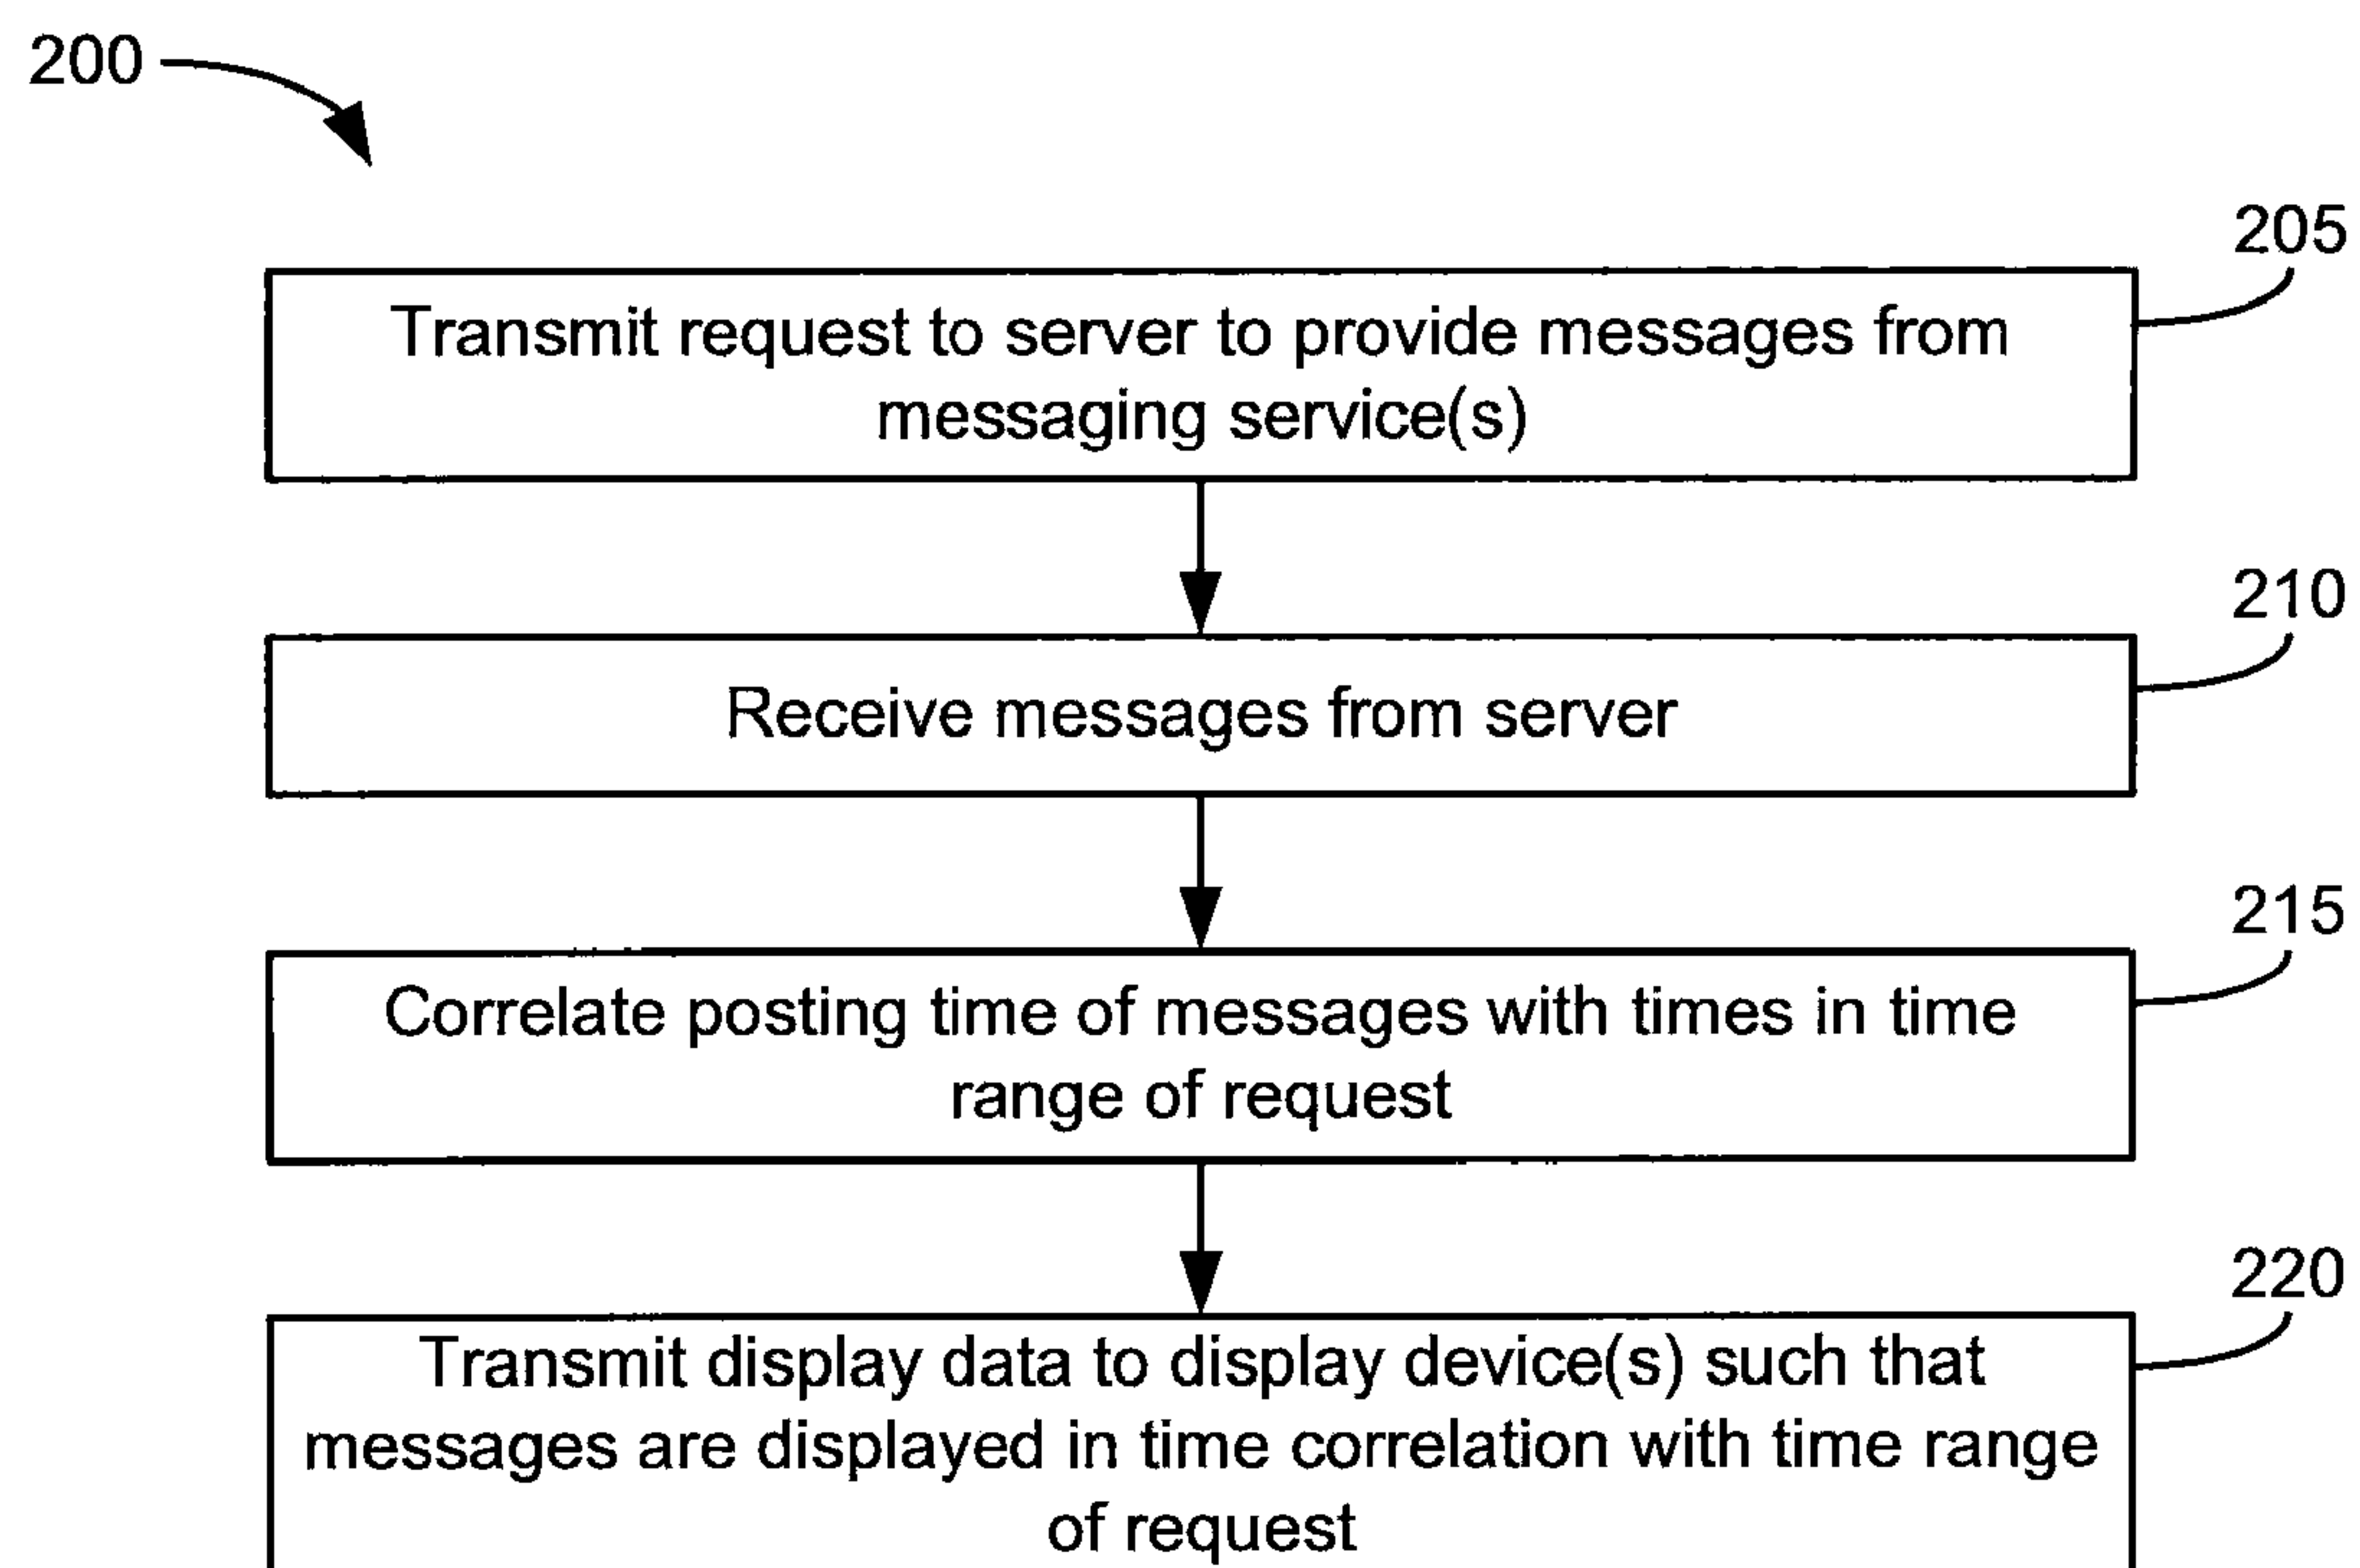 200
205
Transmit request to server to provide messages from
messaging service(s)
210
Receive messages from server
215
Correlate posting time of messages with times in time
range of request
220
Transmit display data to display device(s) such that
messages are displayed in time correlation with time range
of request